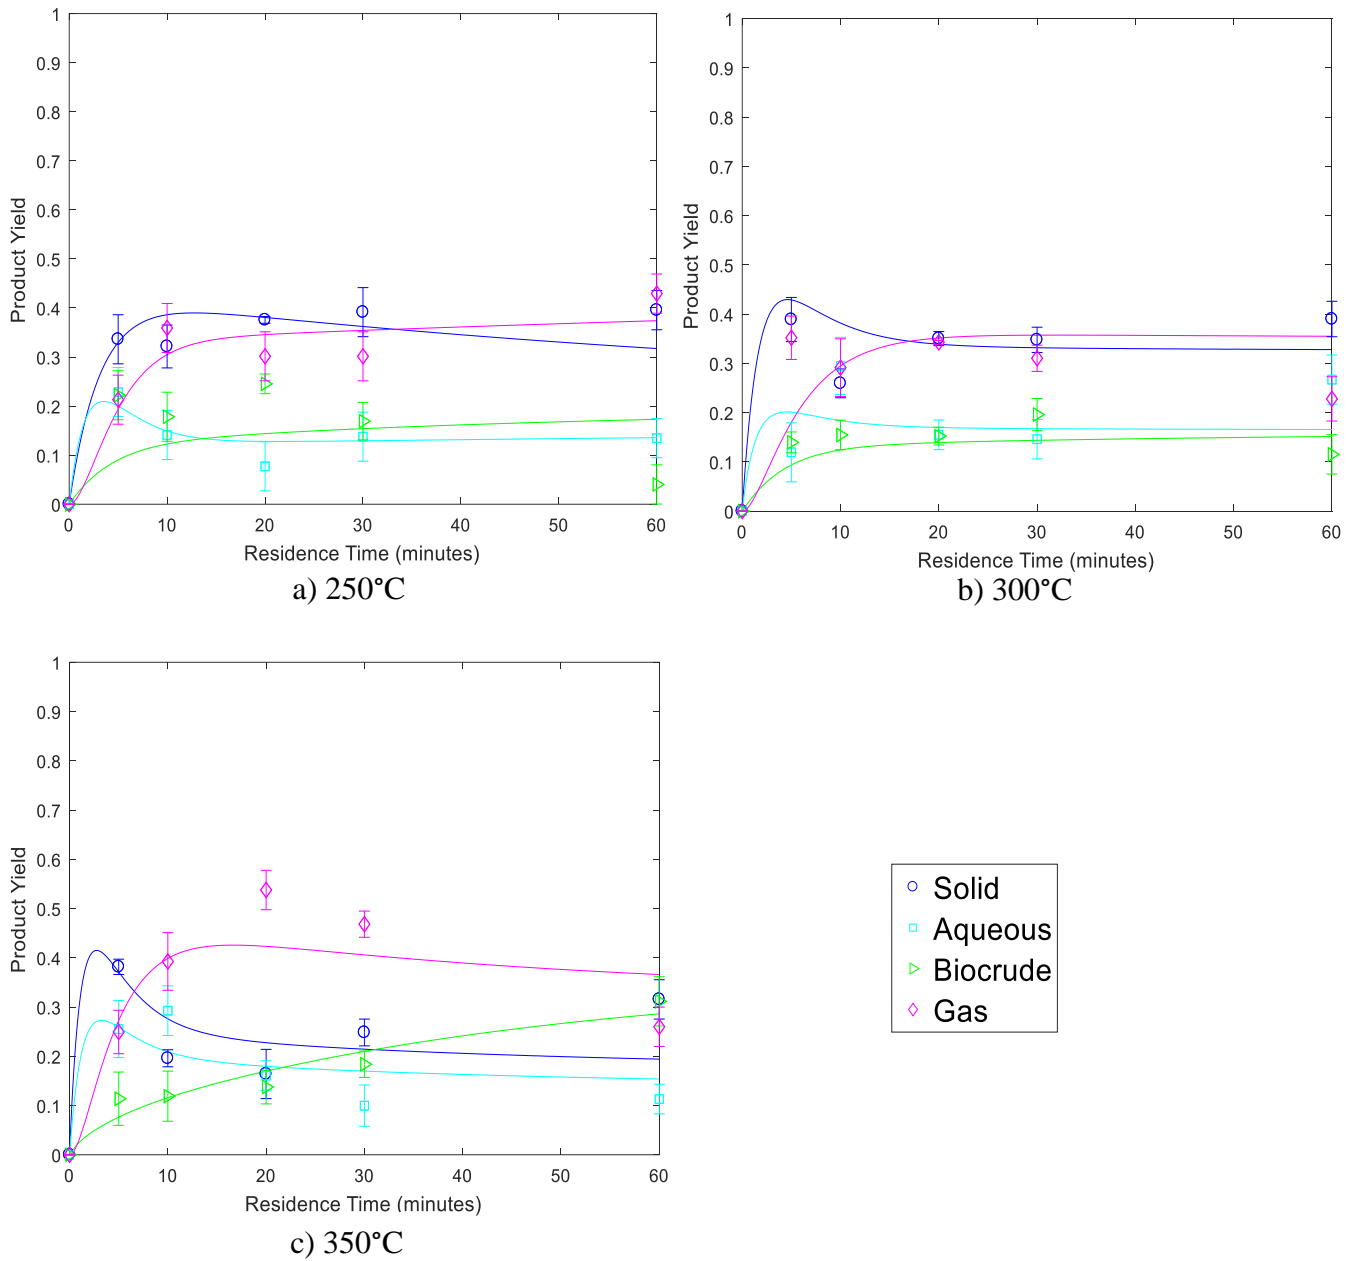 1
0.9
0.8
0.7
0.6
0.5
0.4
0.3
0.2
0.1
0
Product Yield
0 10 20 30 40 50 60
Residence Time (minutes)
a) 250°C
1
0.9
0.8
0.7
0.6
0.5
0.4
0.3
0.2
0.1
0
Product Yield
0 10 20 30 40 50 60
Residence Time (minutes)
b) 300°C
1
0.9
0.8
0.7
0.6
0.5
0.4
0.3
0.2
0.1
0
Product Yield
0 10 20 30 40 50 60
Residence Time (minutes)
c) 350°C
Solid
Aqueous
Biocrude
Gas